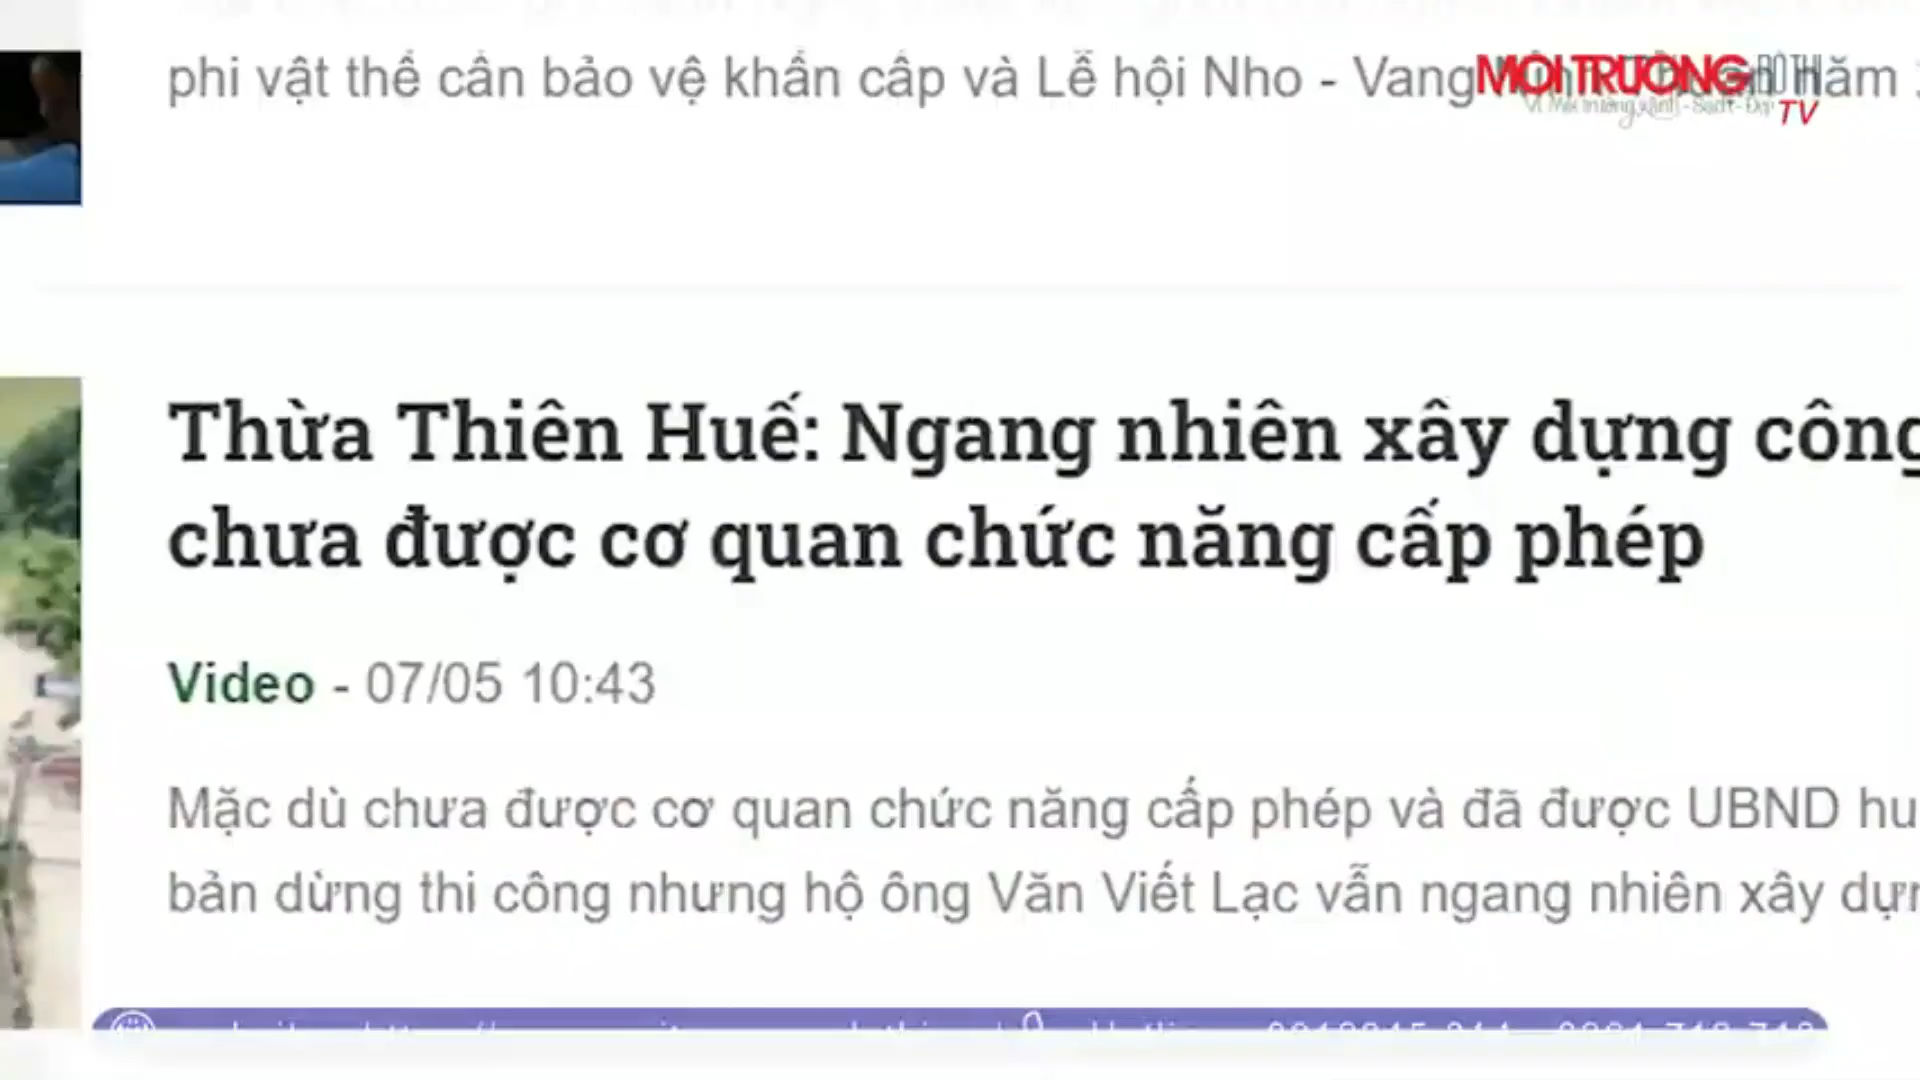 phi vật thể cần bảo vệ khẩn cấp và Lễ hội Nho - Vang năm
MÔI TRƯỜNG ĐÔ THỊ
TV
Thừa Thiên Huế: Ngang nhiên xây dựng công
chưa được cơ quan chức năng cấp phép
Video - 07/05 10:43
Mặc dù chưa được cơ quan chức năng cấp phép và đã được UBND hu
bản dừng thi công nhưng hộ ông Văn Viết Lạc vẫn ngang nhiên xây dựn